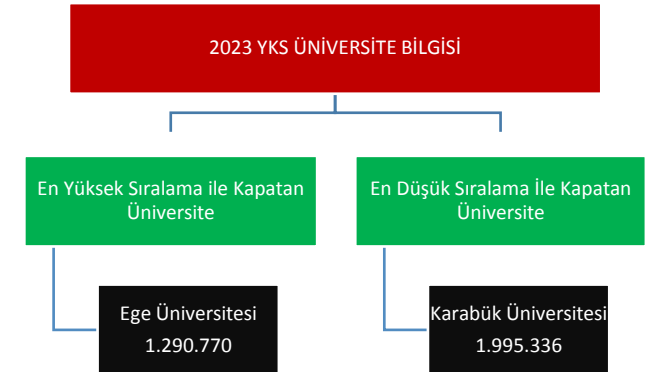 2023 YKS ÜNİVERSİTE BİLGİSİ
En Yüksek Sıralama ile Kapatan
Üniversite
Ege Üniversitesi
1.290.770
En Düşük Sıralama İle Kapatan
Üniversite
Karabük Üniversitesi
1.995.336